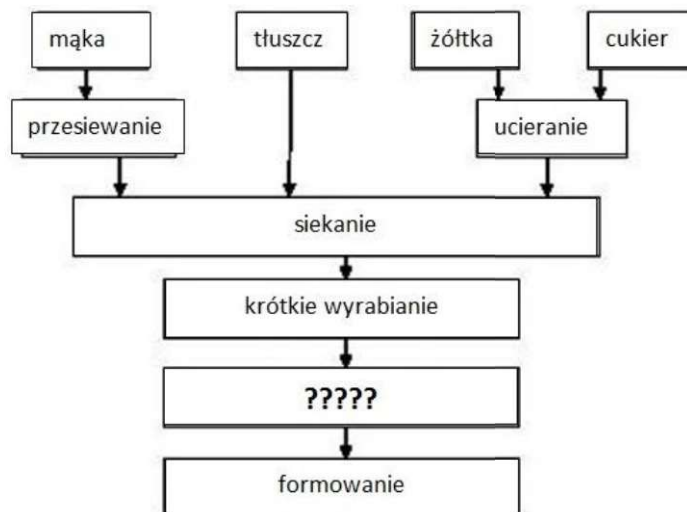 mąka
tłuszcz
żółtka
cukier
przesiewanie
ucieranie
siekanie
krótkie wyrabianie
?????
formowanie